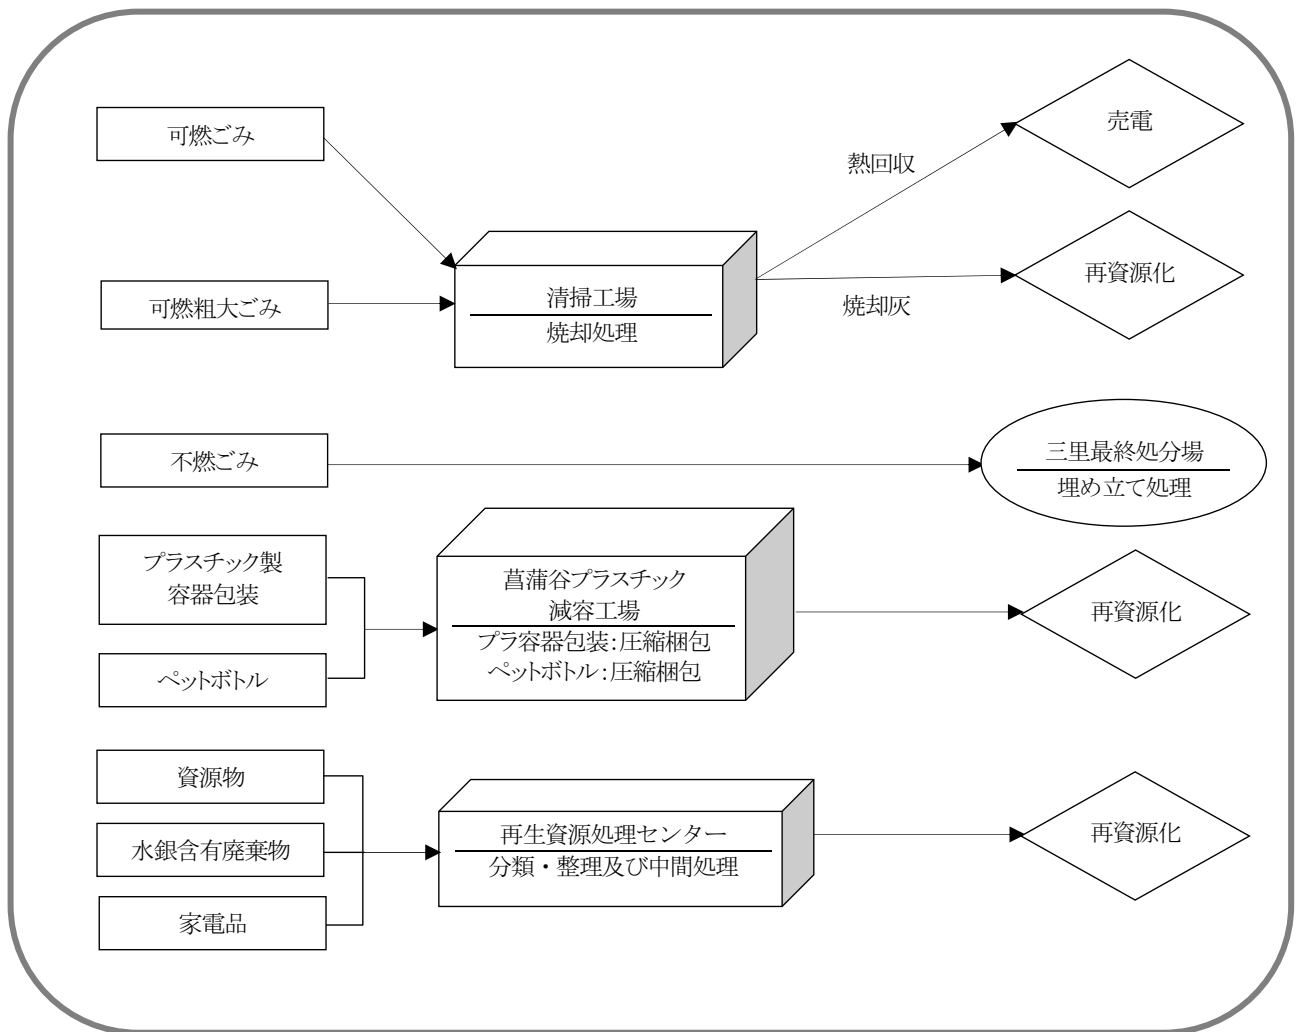 可燃ごみ
可燃粗大ごみ
清掃工場
焼却処理
熱回収
売電
焼却灰
再資源化
不燃ごみ
三里最終処分場
埋め立て処理
プラスチック製
容器包装
ペットボトル
菖蒲谷プラスチック
減容工場
プラ容器包装:圧縮梱包
ペットボトル:圧縮梱包
再資源化
資源物
水銀含有廃棄物
家電品
再生資源処理センター
分類・整理及び中間処理
再資源化